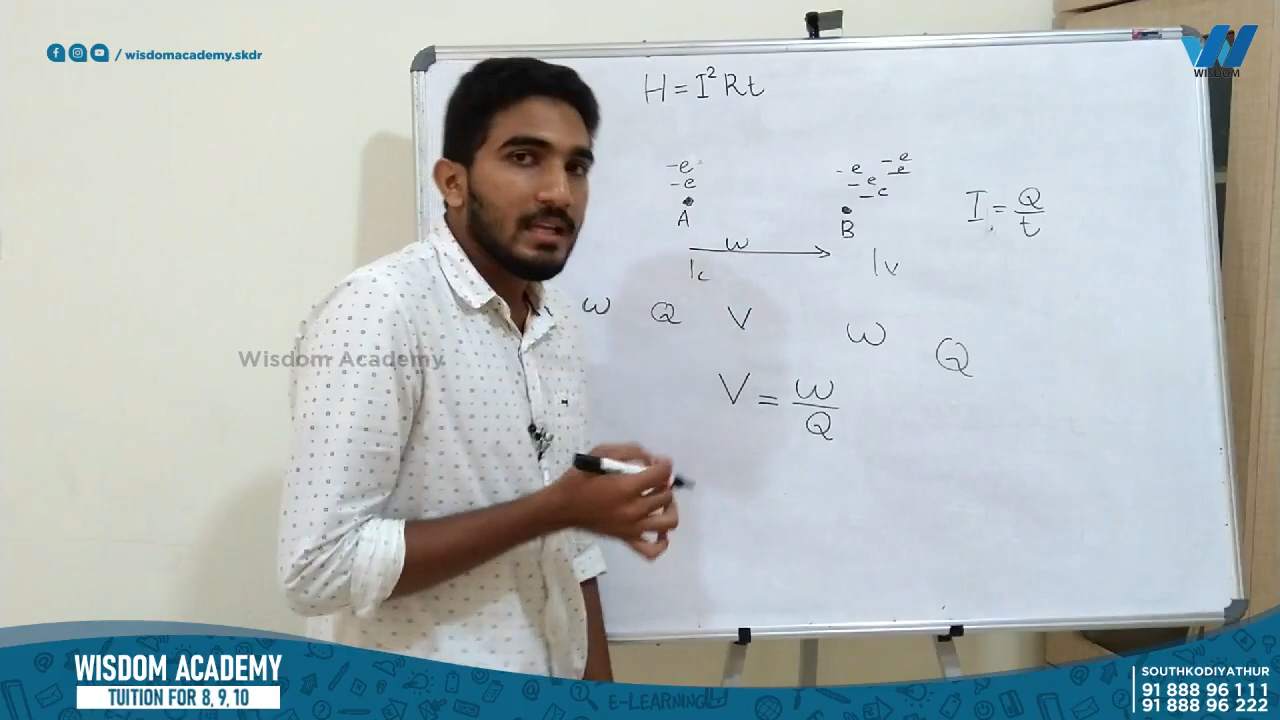 / wisdomacademy.skdr
WISDOM
H = I² Rt
-e
-e
A
-e -e
-e e
-e
B
I = Q/t
W
1c
1v
W Q V
W
Q
V = W/Q
Wisdom Academy
WISDOM ACADEMY
TUITION FOR 8, 9, 10
E-LEARNING
SOUTHKODIYATHUR
91 888 96 111
91 888 96 222